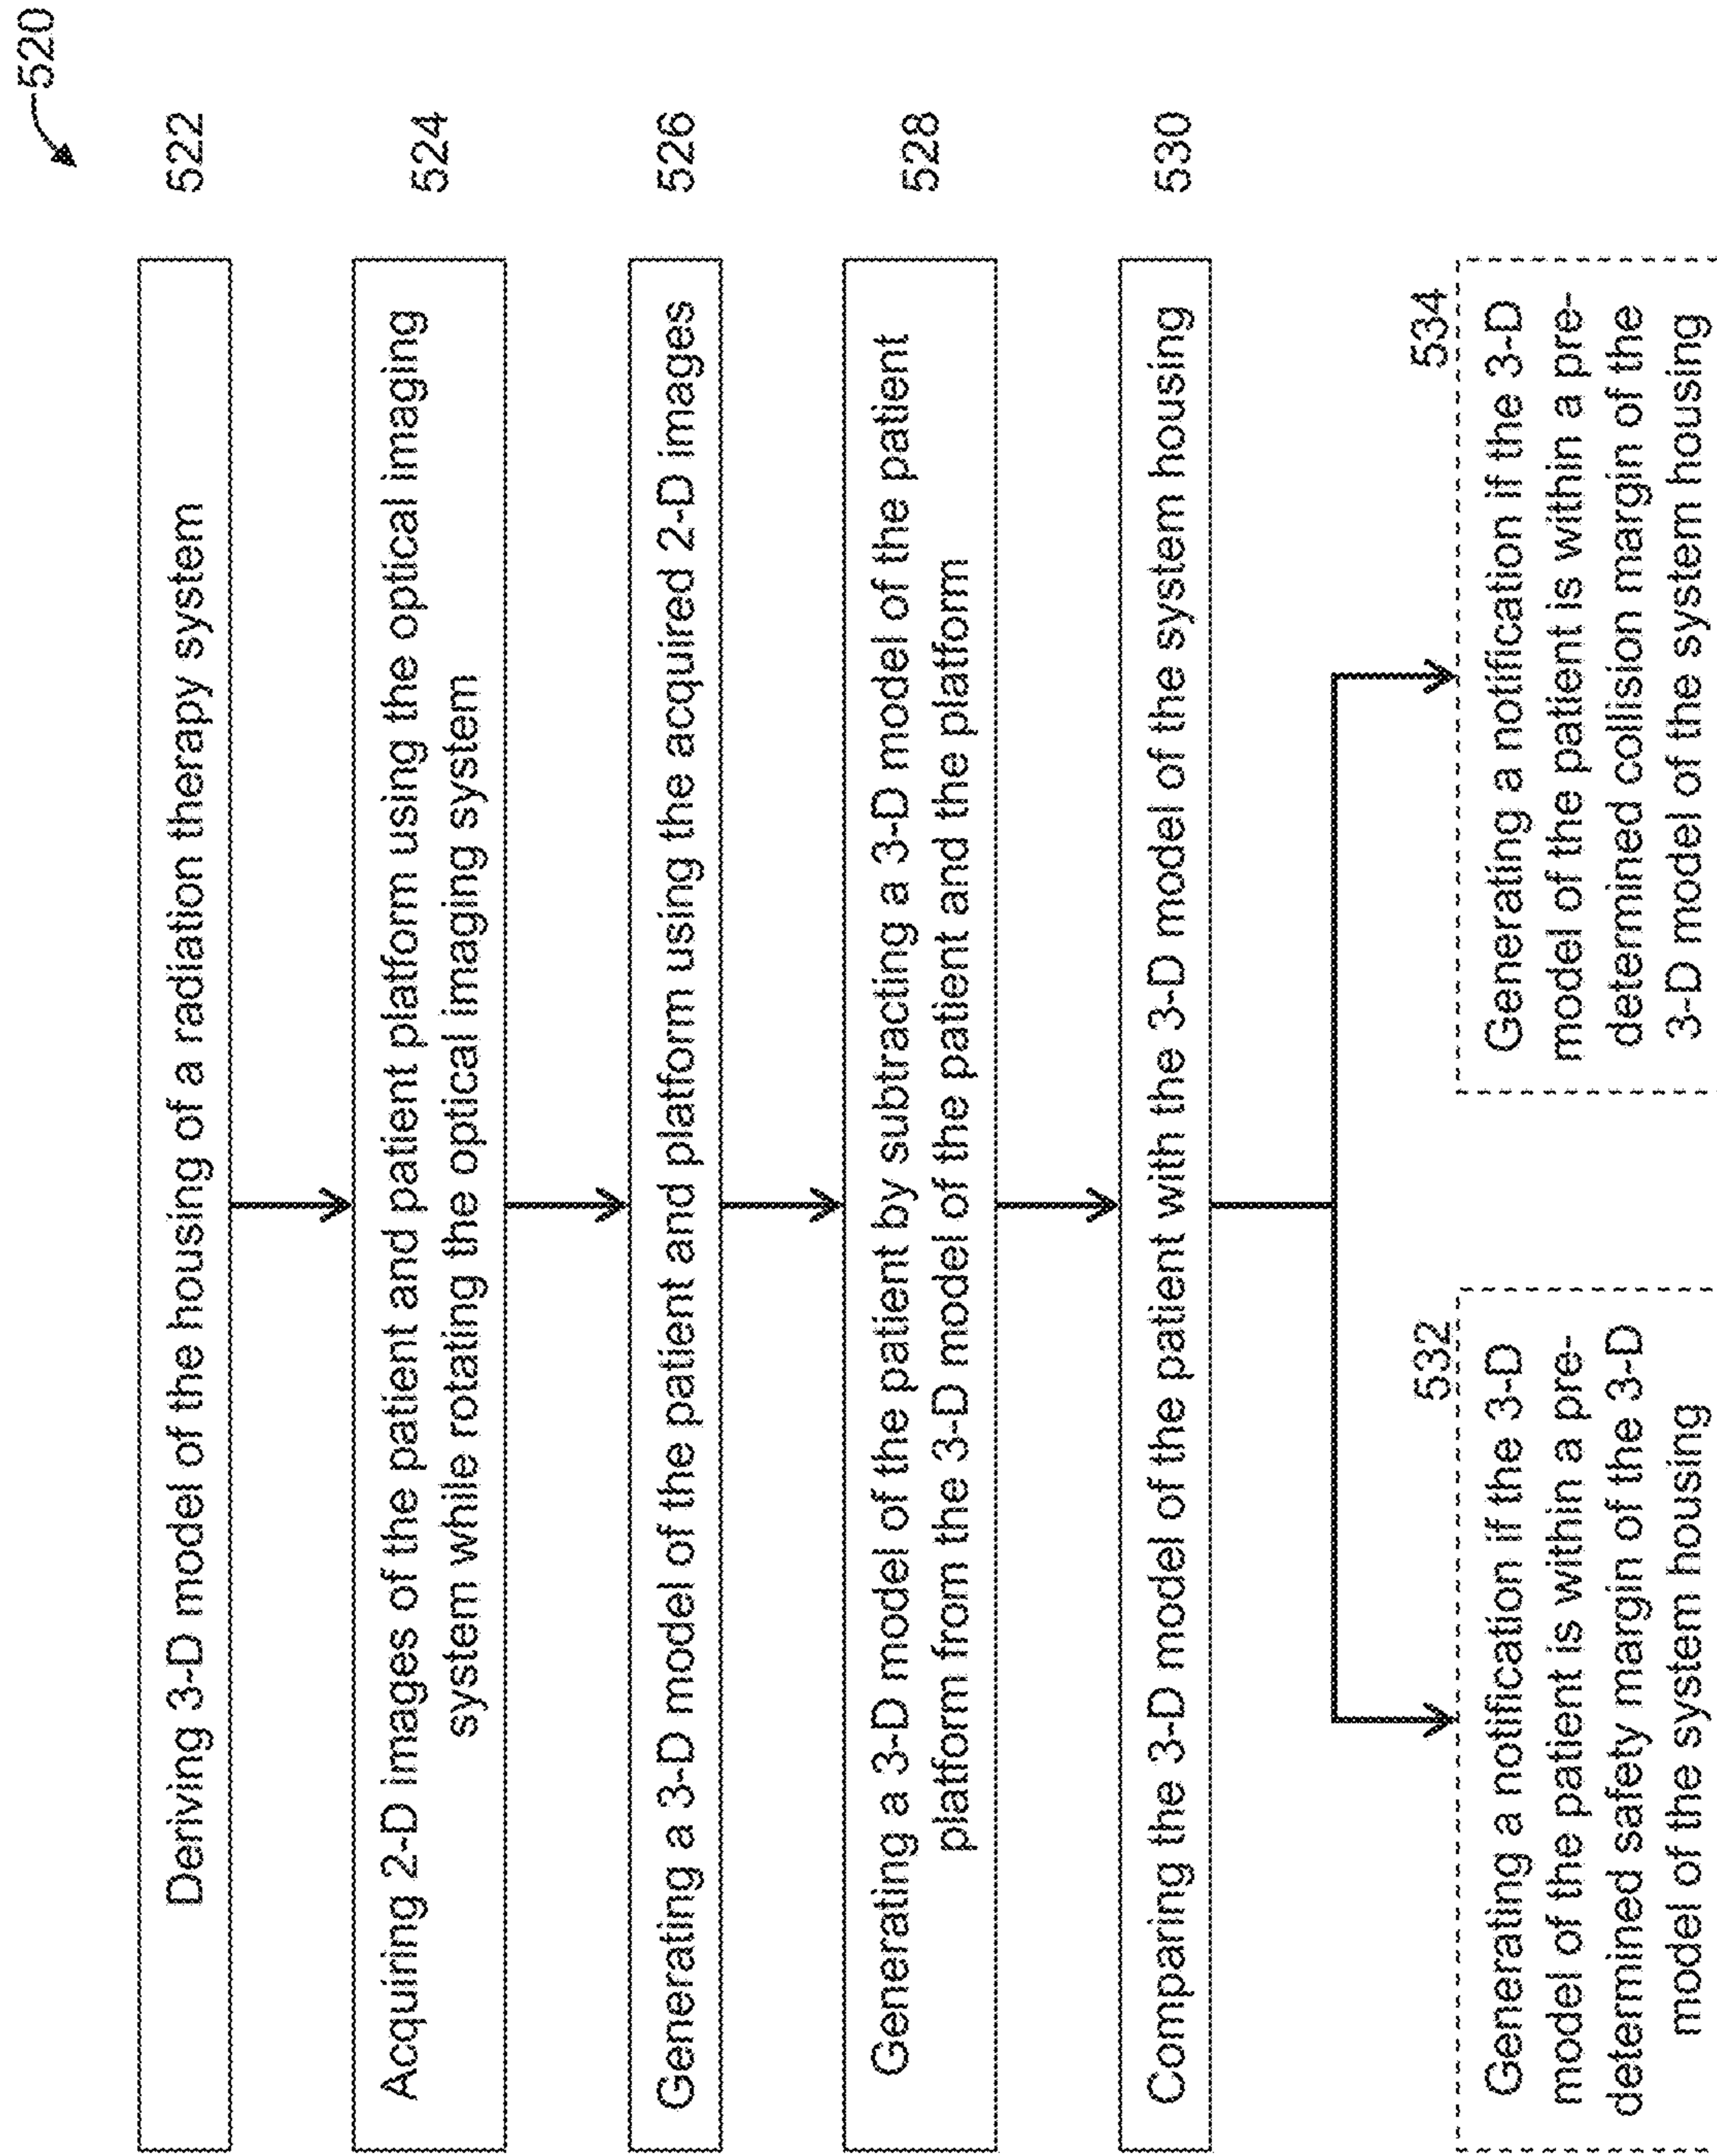 520
Deriving 3-D model of the housing of a radiation therapy system
522
Acquiring 2-D images of the patient and patient platform using the optical imaging
system while rotating the optical imaging system
524
Generating a 3-D model of the patient and platform using the acquired 2-D images
526
Generating a 3-D model of the patient by subtracting a 3-D model of the patient
platform from the 3-D model of the patient and the platform
528
Comparing the 3-D model of the patient with the 3-D model of the system housing
530
532
Generating a notification if the 3-D
model of the patient is within a pre-
determined safety margin of the 3-D
model of the system housing
534
Generating a notification if the 3-D
model of the patient is within a pre-
determined collision margin of the
3-D model of the system housing